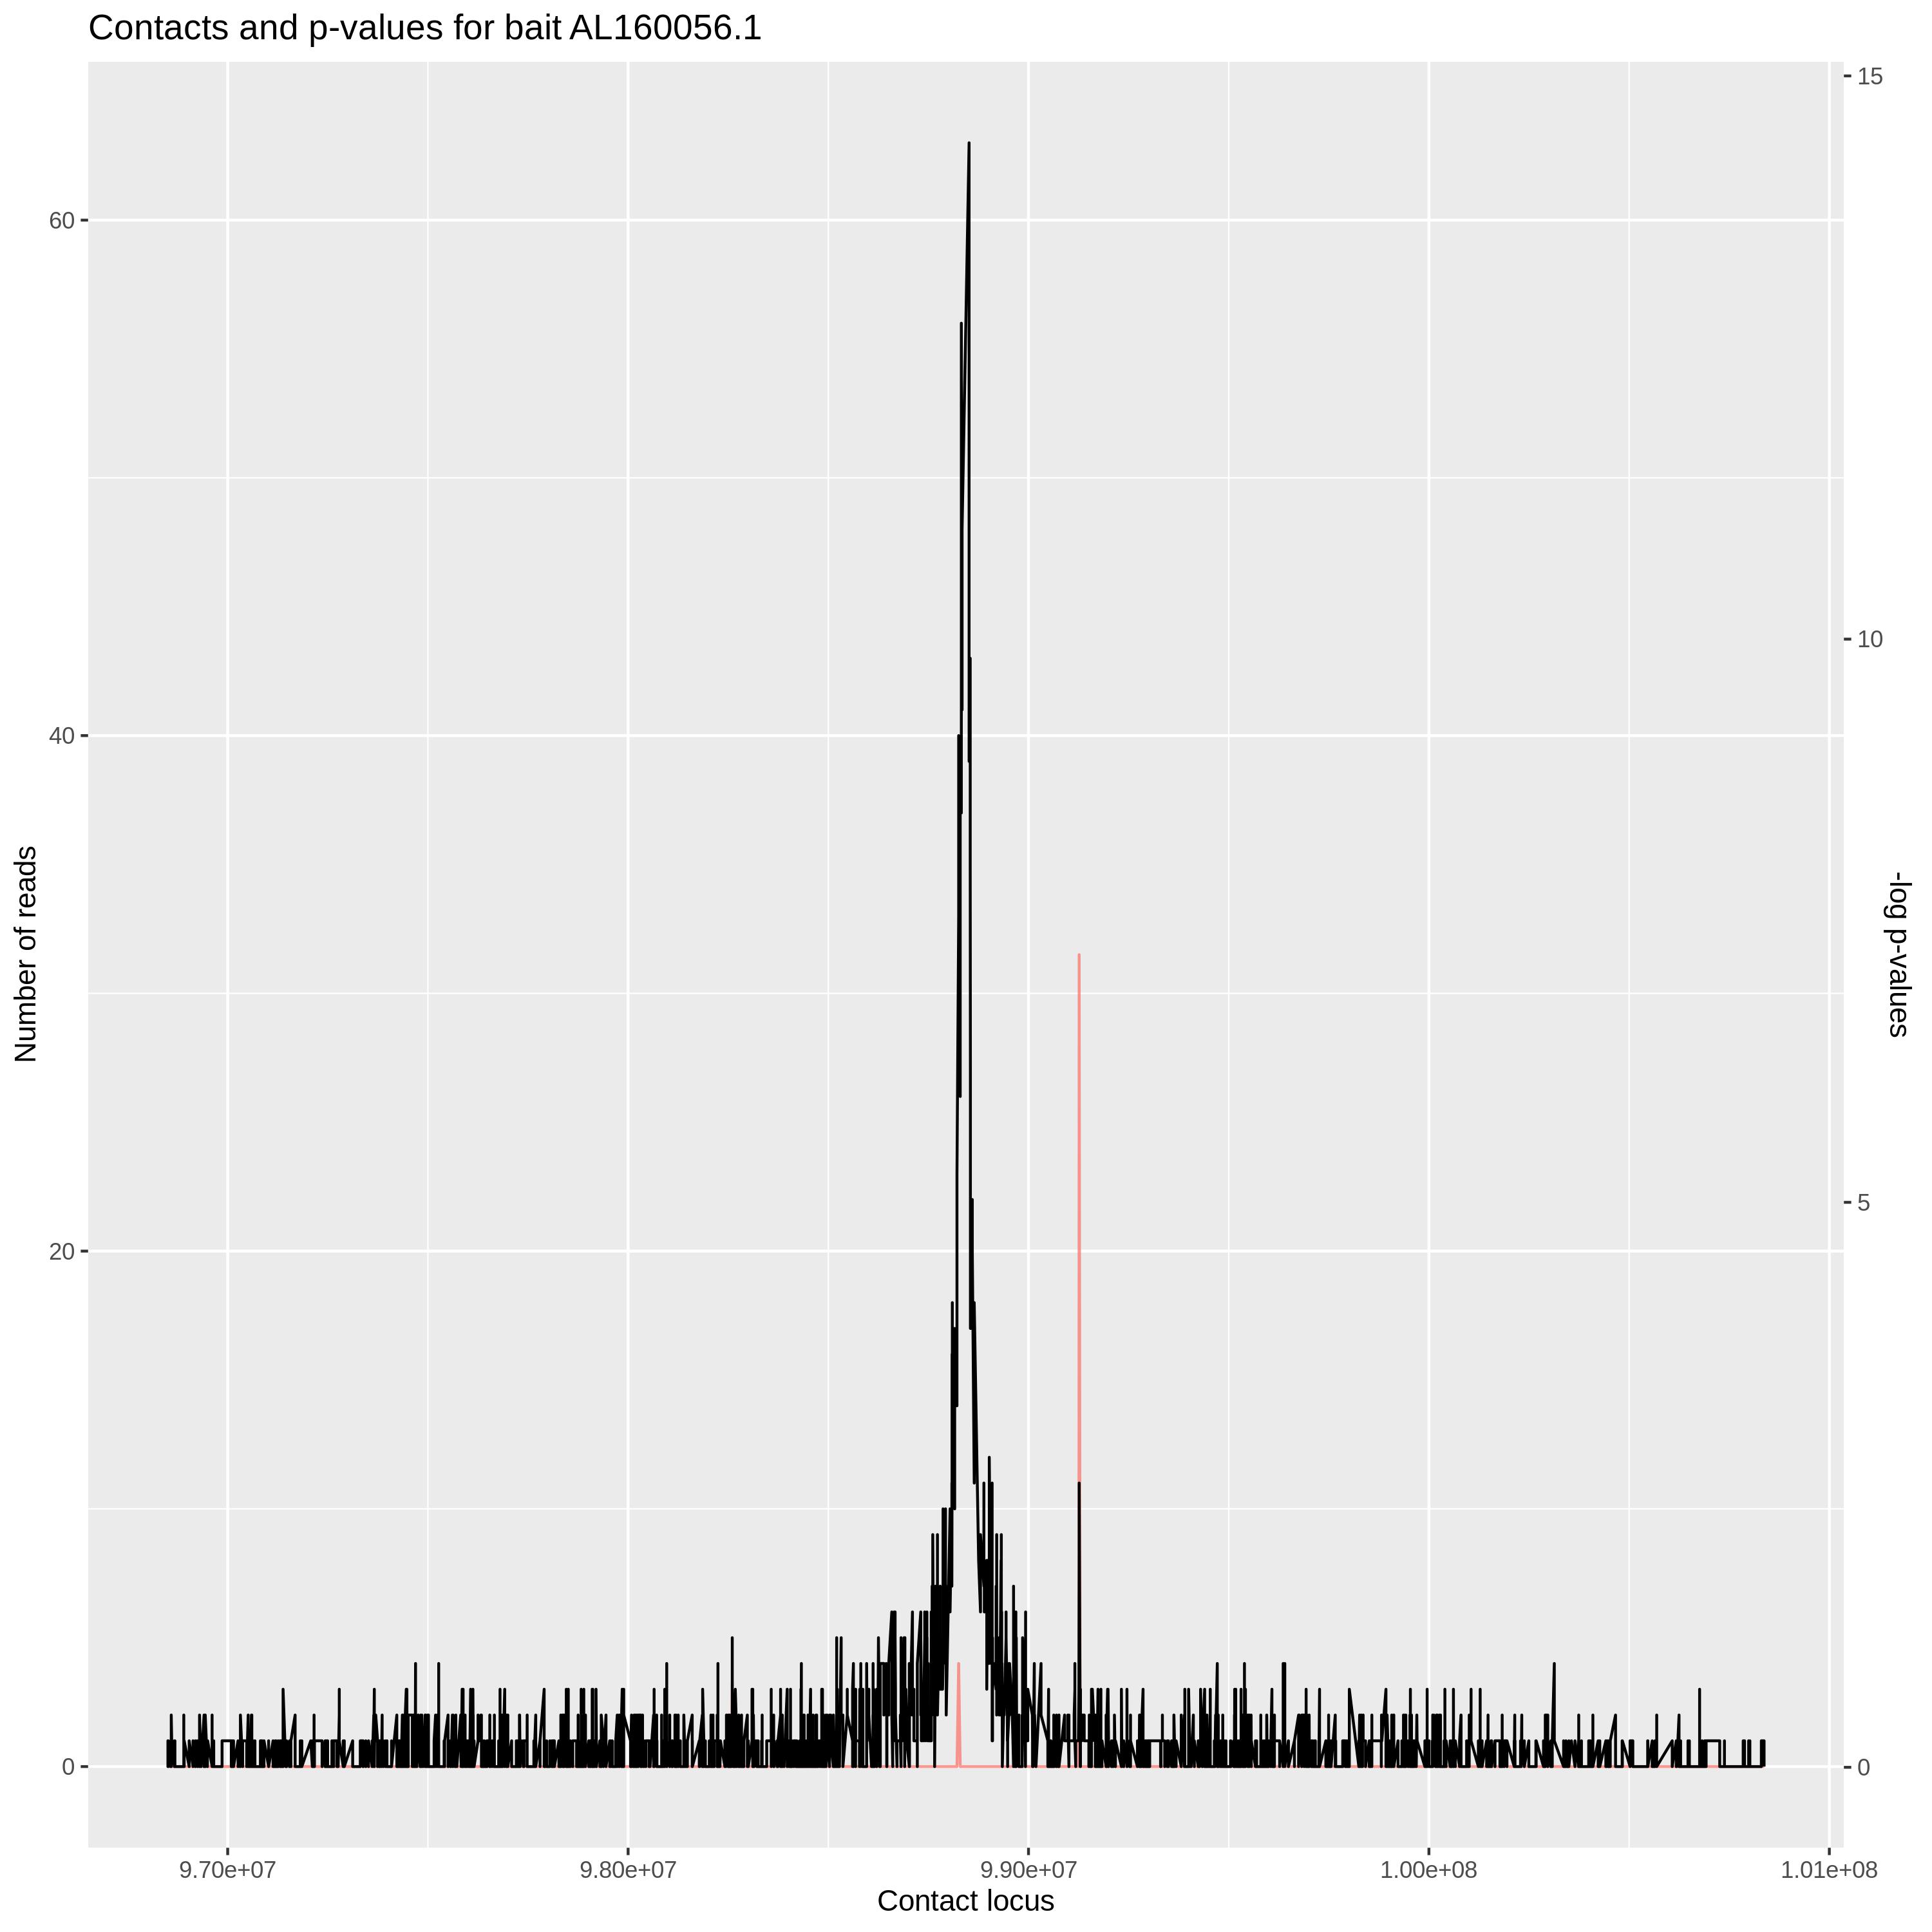 Contacts and p-values for bait AL160056.1
15
60
10
40
Number of reads
-log p-values
5
20
0
0
9.70e+07
9.80e+07
9.90e+07
1.00e+08
1.01e+08
Contact locus